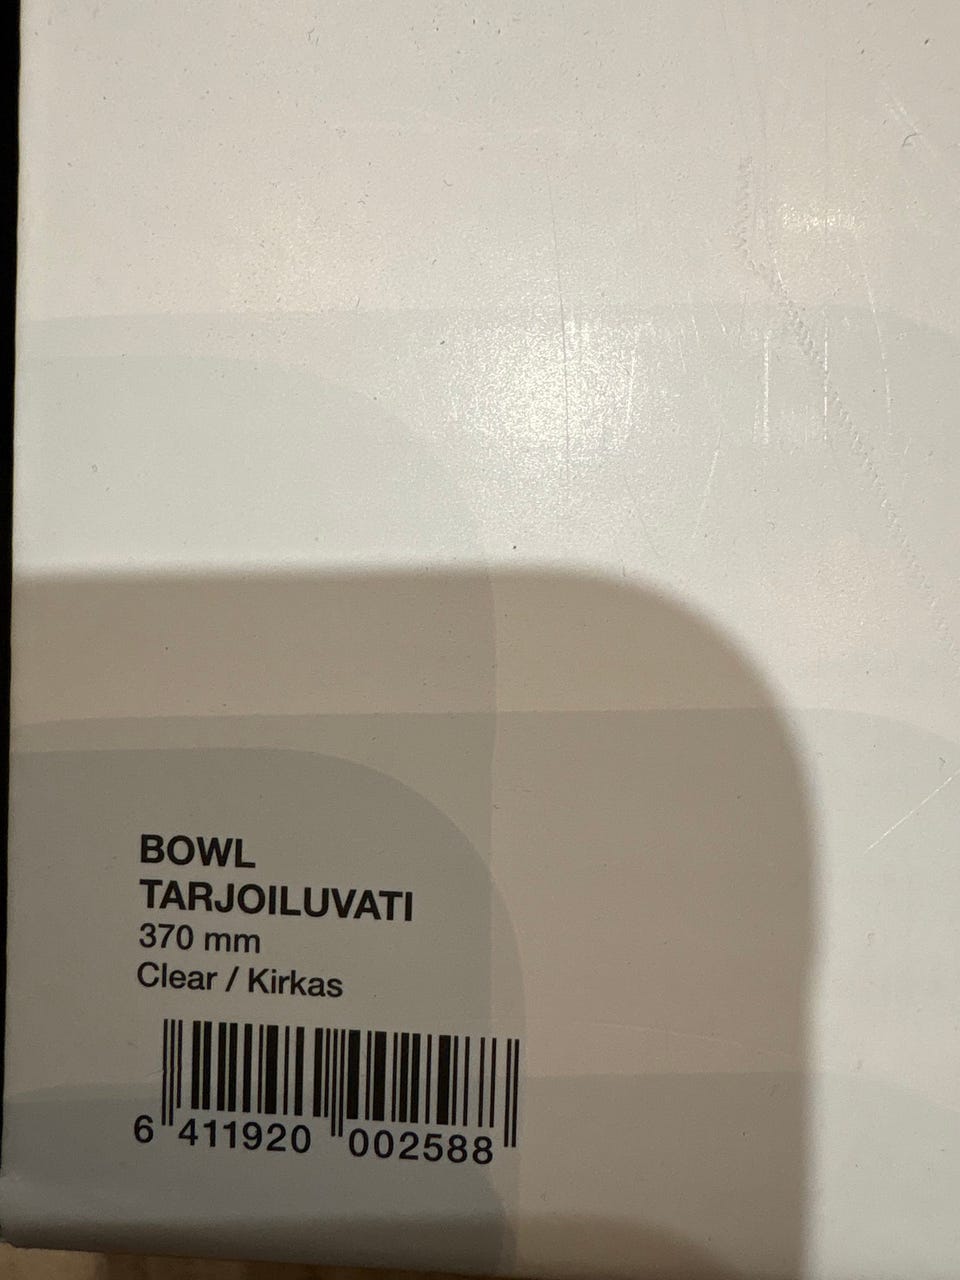 BOWL
TARJOILUVATI
370 mm
Clear / Kirkas
6 411920 002588